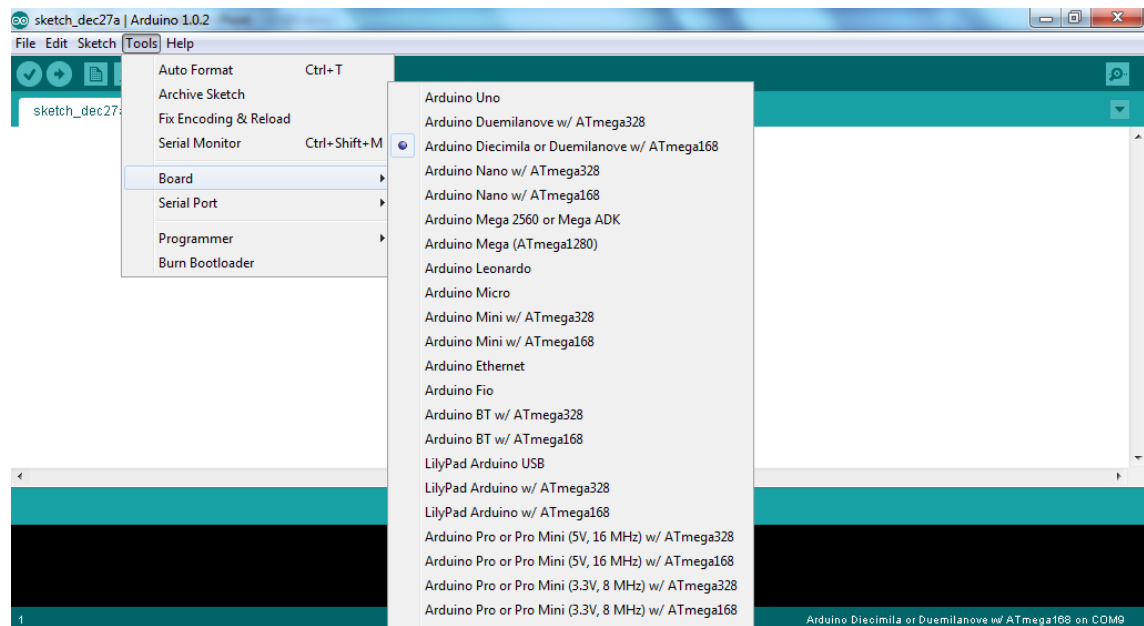 sketch_dec27a | Arduino 1.0.2
File Edit Sketch Tools Help
sketch_dec27a
Auto Format Ctrl+T
Archive Sketch
Fix Encoding & Reload
Serial Monitor Ctrl+Shift+M
Board
Serial Port
Programmer
Burn Bootloader
Arduino Uno
Arduino Duemilanove w/ ATmega328
Arduino Diecimila or Duemilanove w/ ATmega168
Arduino Nano w/ ATmega328
Arduino Nano w/ ATmega168
Arduino Mega 2560 or Mega ADK
Arduino Mega (ATmega1280)
Arduino Leonardo
Arduino Micro
Arduino Mini w/ ATmega328
Arduino Mini w/ ATmega168
Arduino Ethernet
Arduino Fio
Arduino BT w/ ATmega328
Arduino BT w/ ATmega168
LilyPad Arduino USB
LilyPad Arduino w/ ATmega328
LilyPad Arduino w/ ATmega168
Arduino Pro or Pro Mini (5V, 16 MHz) w/ ATmega328
Arduino Pro or Pro Mini (5V, 16 MHz) w/ ATmega168
Arduino Pro or Pro Mini (3.3V, 8 MHz) w/ ATmega328
Arduino Pro or Pro Mini (3.3V, 8 MHz) w/ ATmega168
1 Arduino Diecimila or Duemilanove w/ ATmega168 on COM9